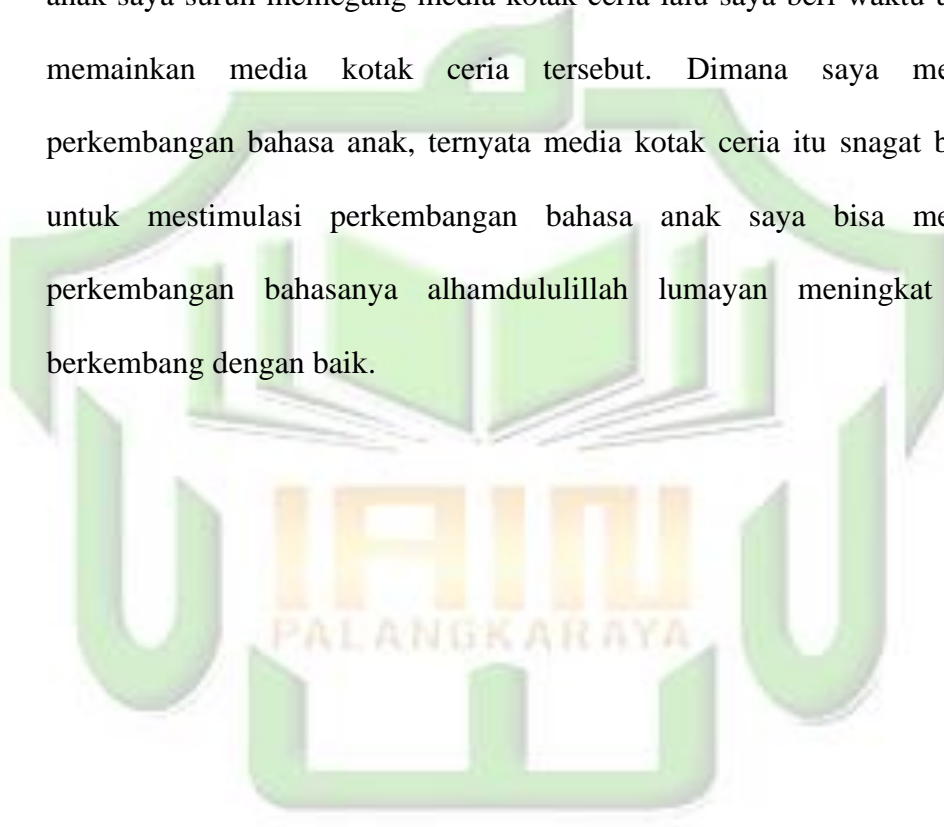 anak saya suruh memegang media kotak ceria lalu saya beri waktu
memainkan media kotak ceria tersebut. Dimana saya
perkembangan bahasa anak, ternyata media kotak ceria itu snagat
untuk mestimulasi perkembangan bahasa anak saya bisa
perkembangan bahasanya alhamdululillah lumayan meningkat
berkembang dengan baik.
IAIN
PALANGKARAYA